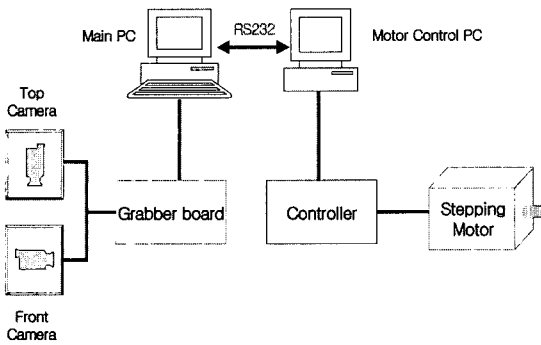 Main PC
RS232
Motor Control PC
Top
Camera
Grabber board
Controller
Stepping
Motor
Front
Camera